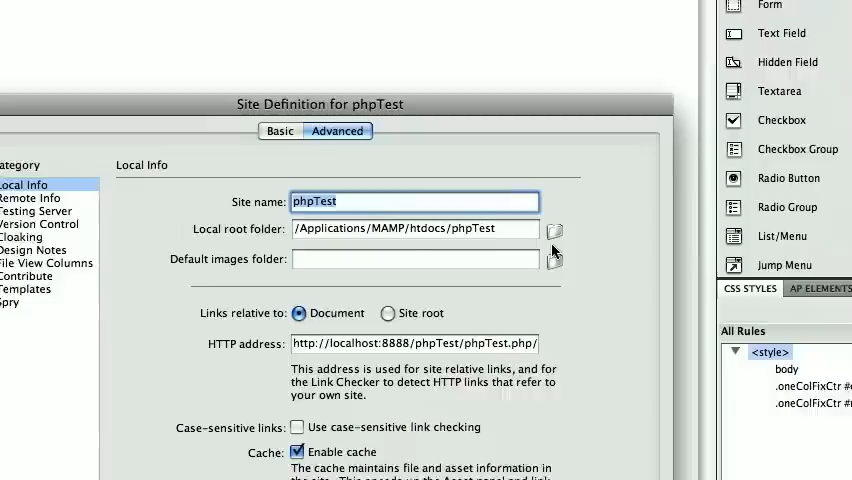 Form
Text Field
Hidden Field
Textarea
Checkbox
Checkbox Group
Radio Button
Radio Group
List/Menu
Jump Menu
CSS STYLES
AP ELEMENTS
All Rules
<style>
body
.oneColFixCtr #
.oneColFixCtr #
Site Definition for phpTest
Basic
Advanced
ategory
Local Info
Remote Info
Testing Server
Version Control
Cloaking
Design Notes
File View Columns
Contribute
Templates
Spry
Local Info
Site name: phpTest
Local root folder: /Applications/MAMP/htdocs/phpTest
Default images folder:
Links relative to: Document Site root
HTTP address: http://localhost:8888/phpTest/phpTest.php/
This address is used for site relative links, and for
the Link Checker to detect HTTP links that refer to
your own site.
Case-sensitive links: Use case-sensitive link checking
Cache: Enable cache
The cache maintains file and asset information in